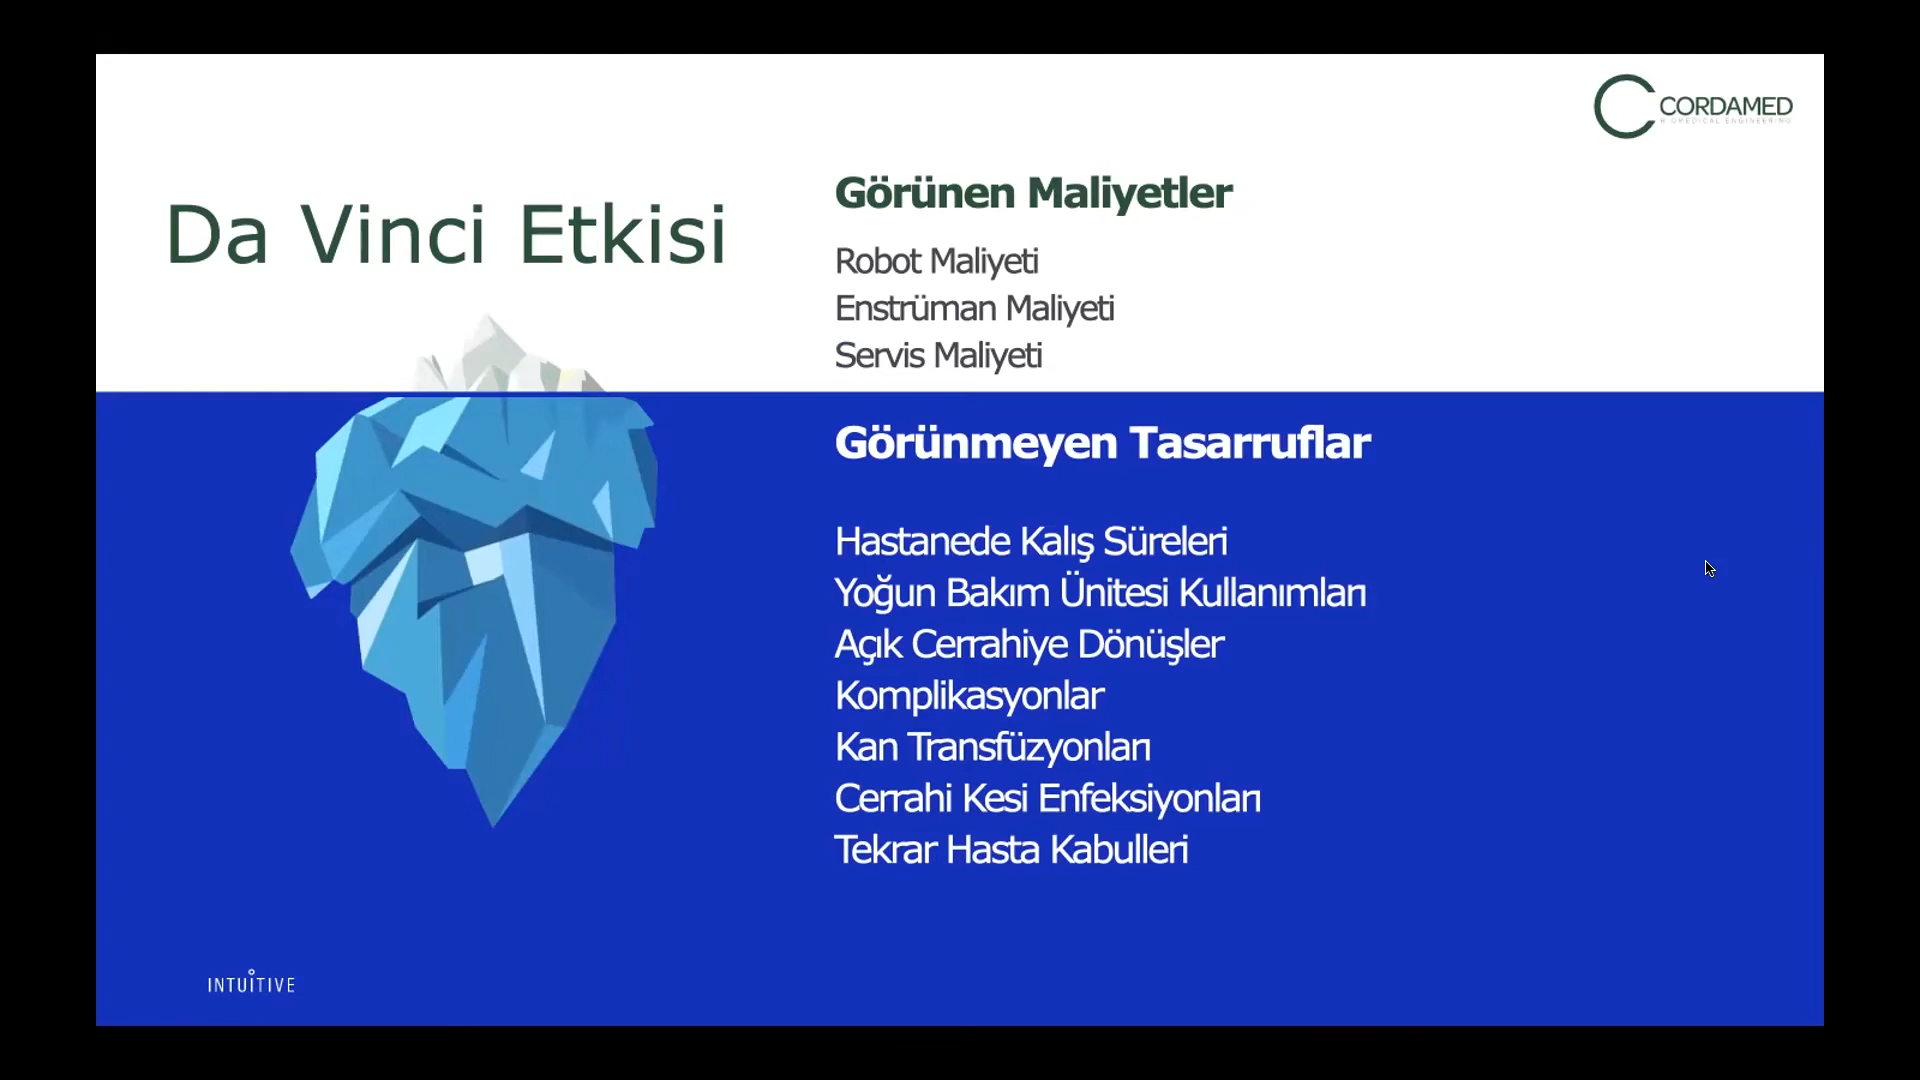 CORDAMED
Da Vinci Etkisi
Görünen Maliyetler
Robot Maliyeti
Enstrüman Maliyeti
Servis Maliyeti
Görünmeyen Tasarruflar
Hastanede Kalış Süreleri
Yoğun Bakım Ünitesi Kullanımları
Açık Cerrahiye Dönüşler
Komplikasyonlar
Kan Transfüzyonları
Cerrahi Kesi Enfeksiyonları
Tekrar Hasta Kabulleri
INTUITIVE